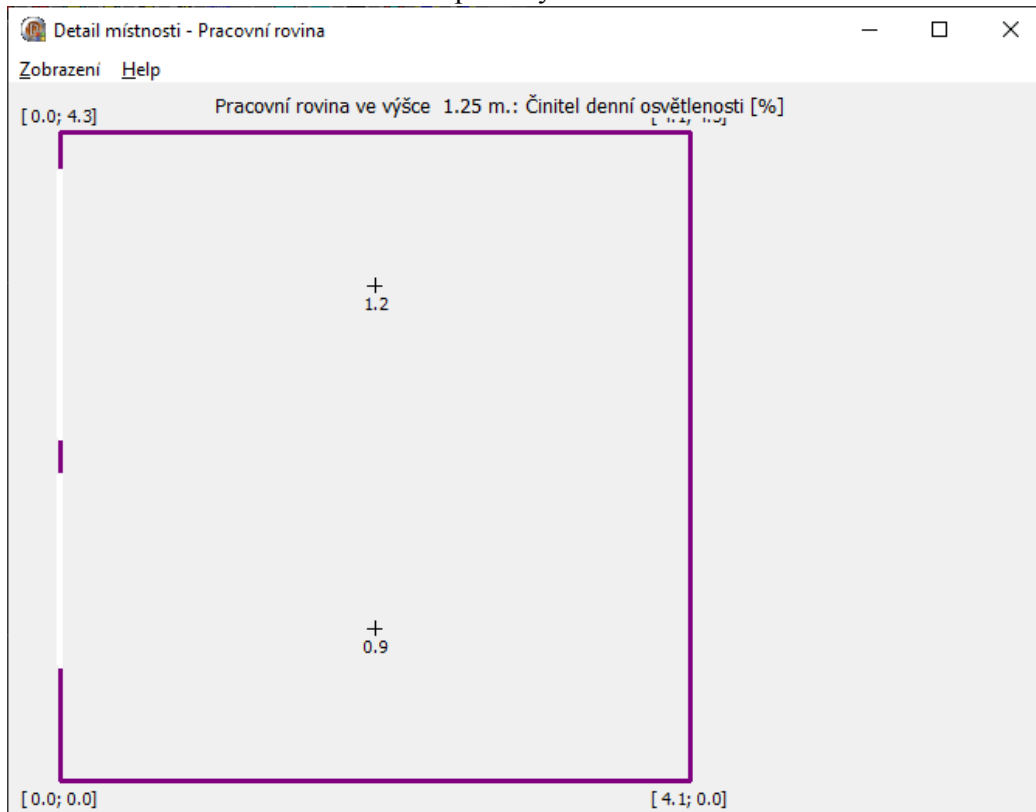 Detail místnosti - Pracovní rovina
Zobrazení Help
Pracovní rovina ve výšce 1.25 m.: Činitel denní osvětlenosti [%]
[ 0.0; 4.3]
1.2
0.9
[ 0.0; 0.0] [ 4.1; 0.0]